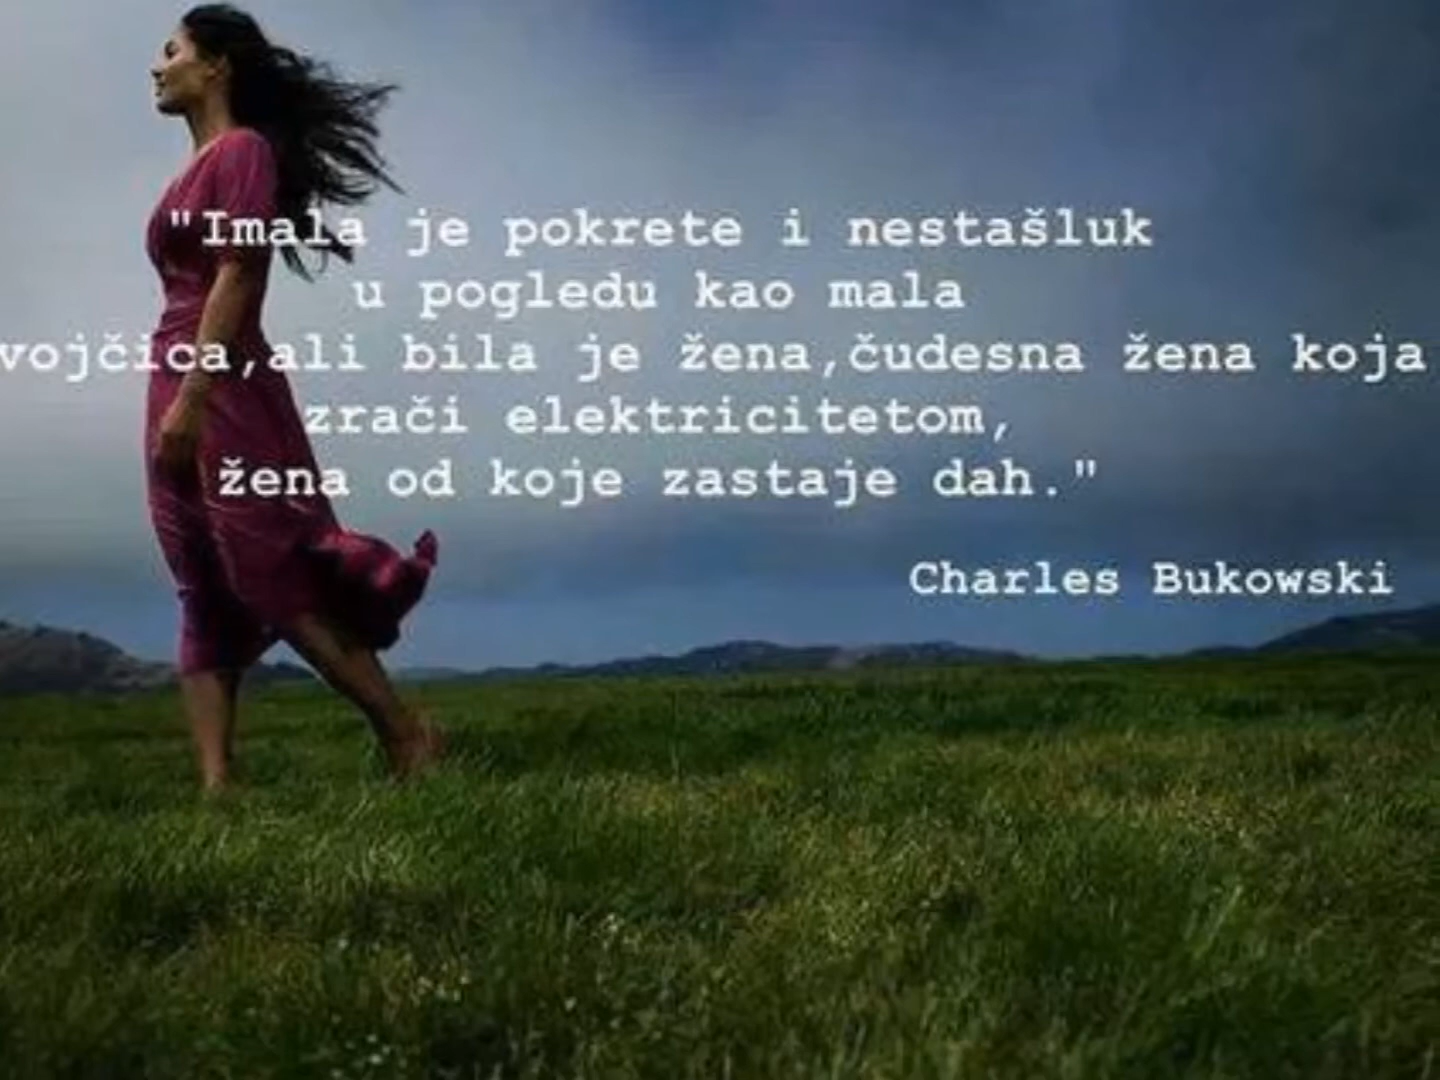 "Imala je pokrete i nestašluk
u pogledu kao mala
vojčica,ali bila je žena,čudesna žena koja
zrači elektricitetom,
žena od koje zastaje dah."
Charles Bukowski